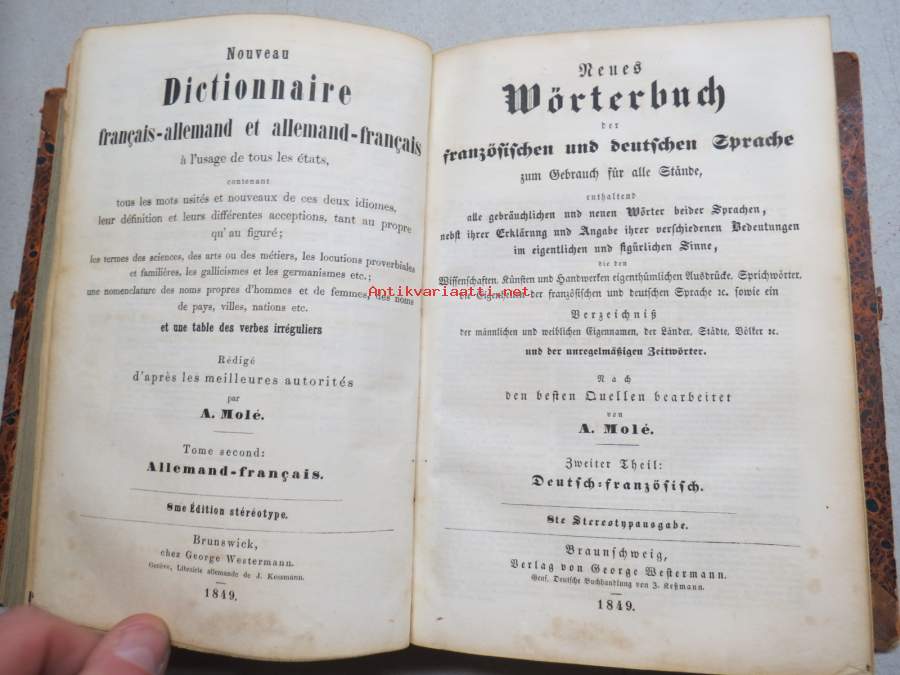 Nouveau
Dictionnaire
français-allemand et allemand-français
à l'usage de tous les états,
contenant
tous les mots usités et nouveaux de ces deux idiomes,
leur définition et leurs différentes acceptions, tant au propre
qu'au figuré;
les termes des sciences, des arts ou des métiers, les locutions proverbiales
et familières, les gallicismes et les germanismes etc.;
une nomenclature des noms propres d'hommes et de femmes, des noms
de pays, villes, nations etc.
et une table des verbes irréguliers
Rédigé
d'après les meilleures autorités
par
A. Molé.
Tome second:
Allemand-français.
8me Édition stéréotype.
Brunswick,
chez George Westermann.
Genève, Librairie allemande de J. Kessmann.
1849.
Neues
Wörterbuch
der
französischen und deutschen Sprache
zum Gebrauch für alle Stände,
enthaltend
alle gebräuchlichen und neuen Wörter beider Sprachen,
nebst ihrer Erklärung und Angabe ihrer verschiedenen Bedeutungen
im eigentlichen und figürlichen Sinne,
die den
Wissenschaften, Künsten und Handwerken eigenthümlichen Ausdrücke, Sprichwörter,
die Eigenheiten der französischen und deutschen Sprache ꝛc. sowie ein
Verzeichniß
der männlichen und weiblichen Eigennamen, der Länder, Städte, Völker ꝛc.
und der unregelmäßigen Zeitwörter.
Nach
den besten Quellen bearbeitet
von
A. Molé.
Zweiter Theil:
Deutsch-französisch.
8te Stereotypausgabe.
Braunschweig,
Verlag von George Westermann.
Genf, Deutsche Buchhandlung von J. Keßmann.
1849.
Antikvariaatti.net